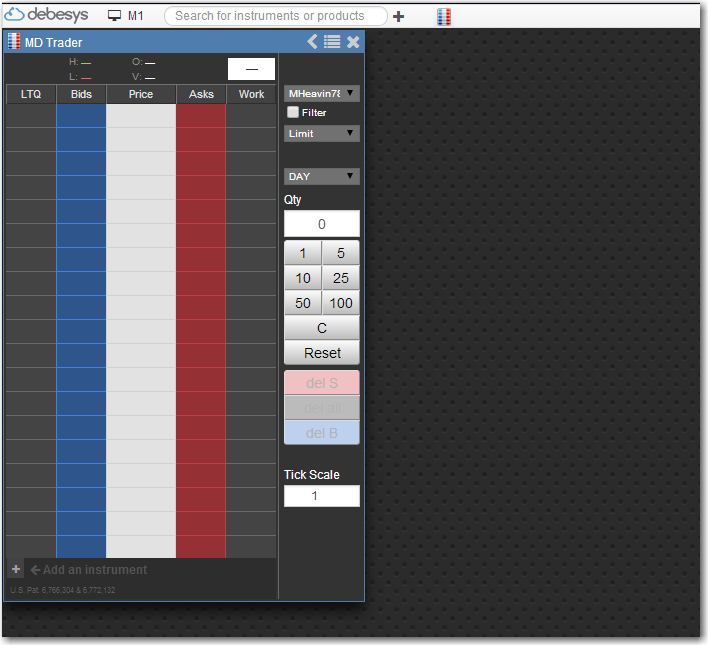 debesys M1 Search for instruments or products
MD Trader
H: — O: —
L: — V: — —
LTQ Bids Price Asks Work
MHeavin78
Filter
Limit
DAY
Qty
0
1 5
10 25
50 100
C
Reset
del S
del all
del B
Tick Scale
1
+ Add an instrument
U.S. Pat. 6,766,304 & 6,772,132